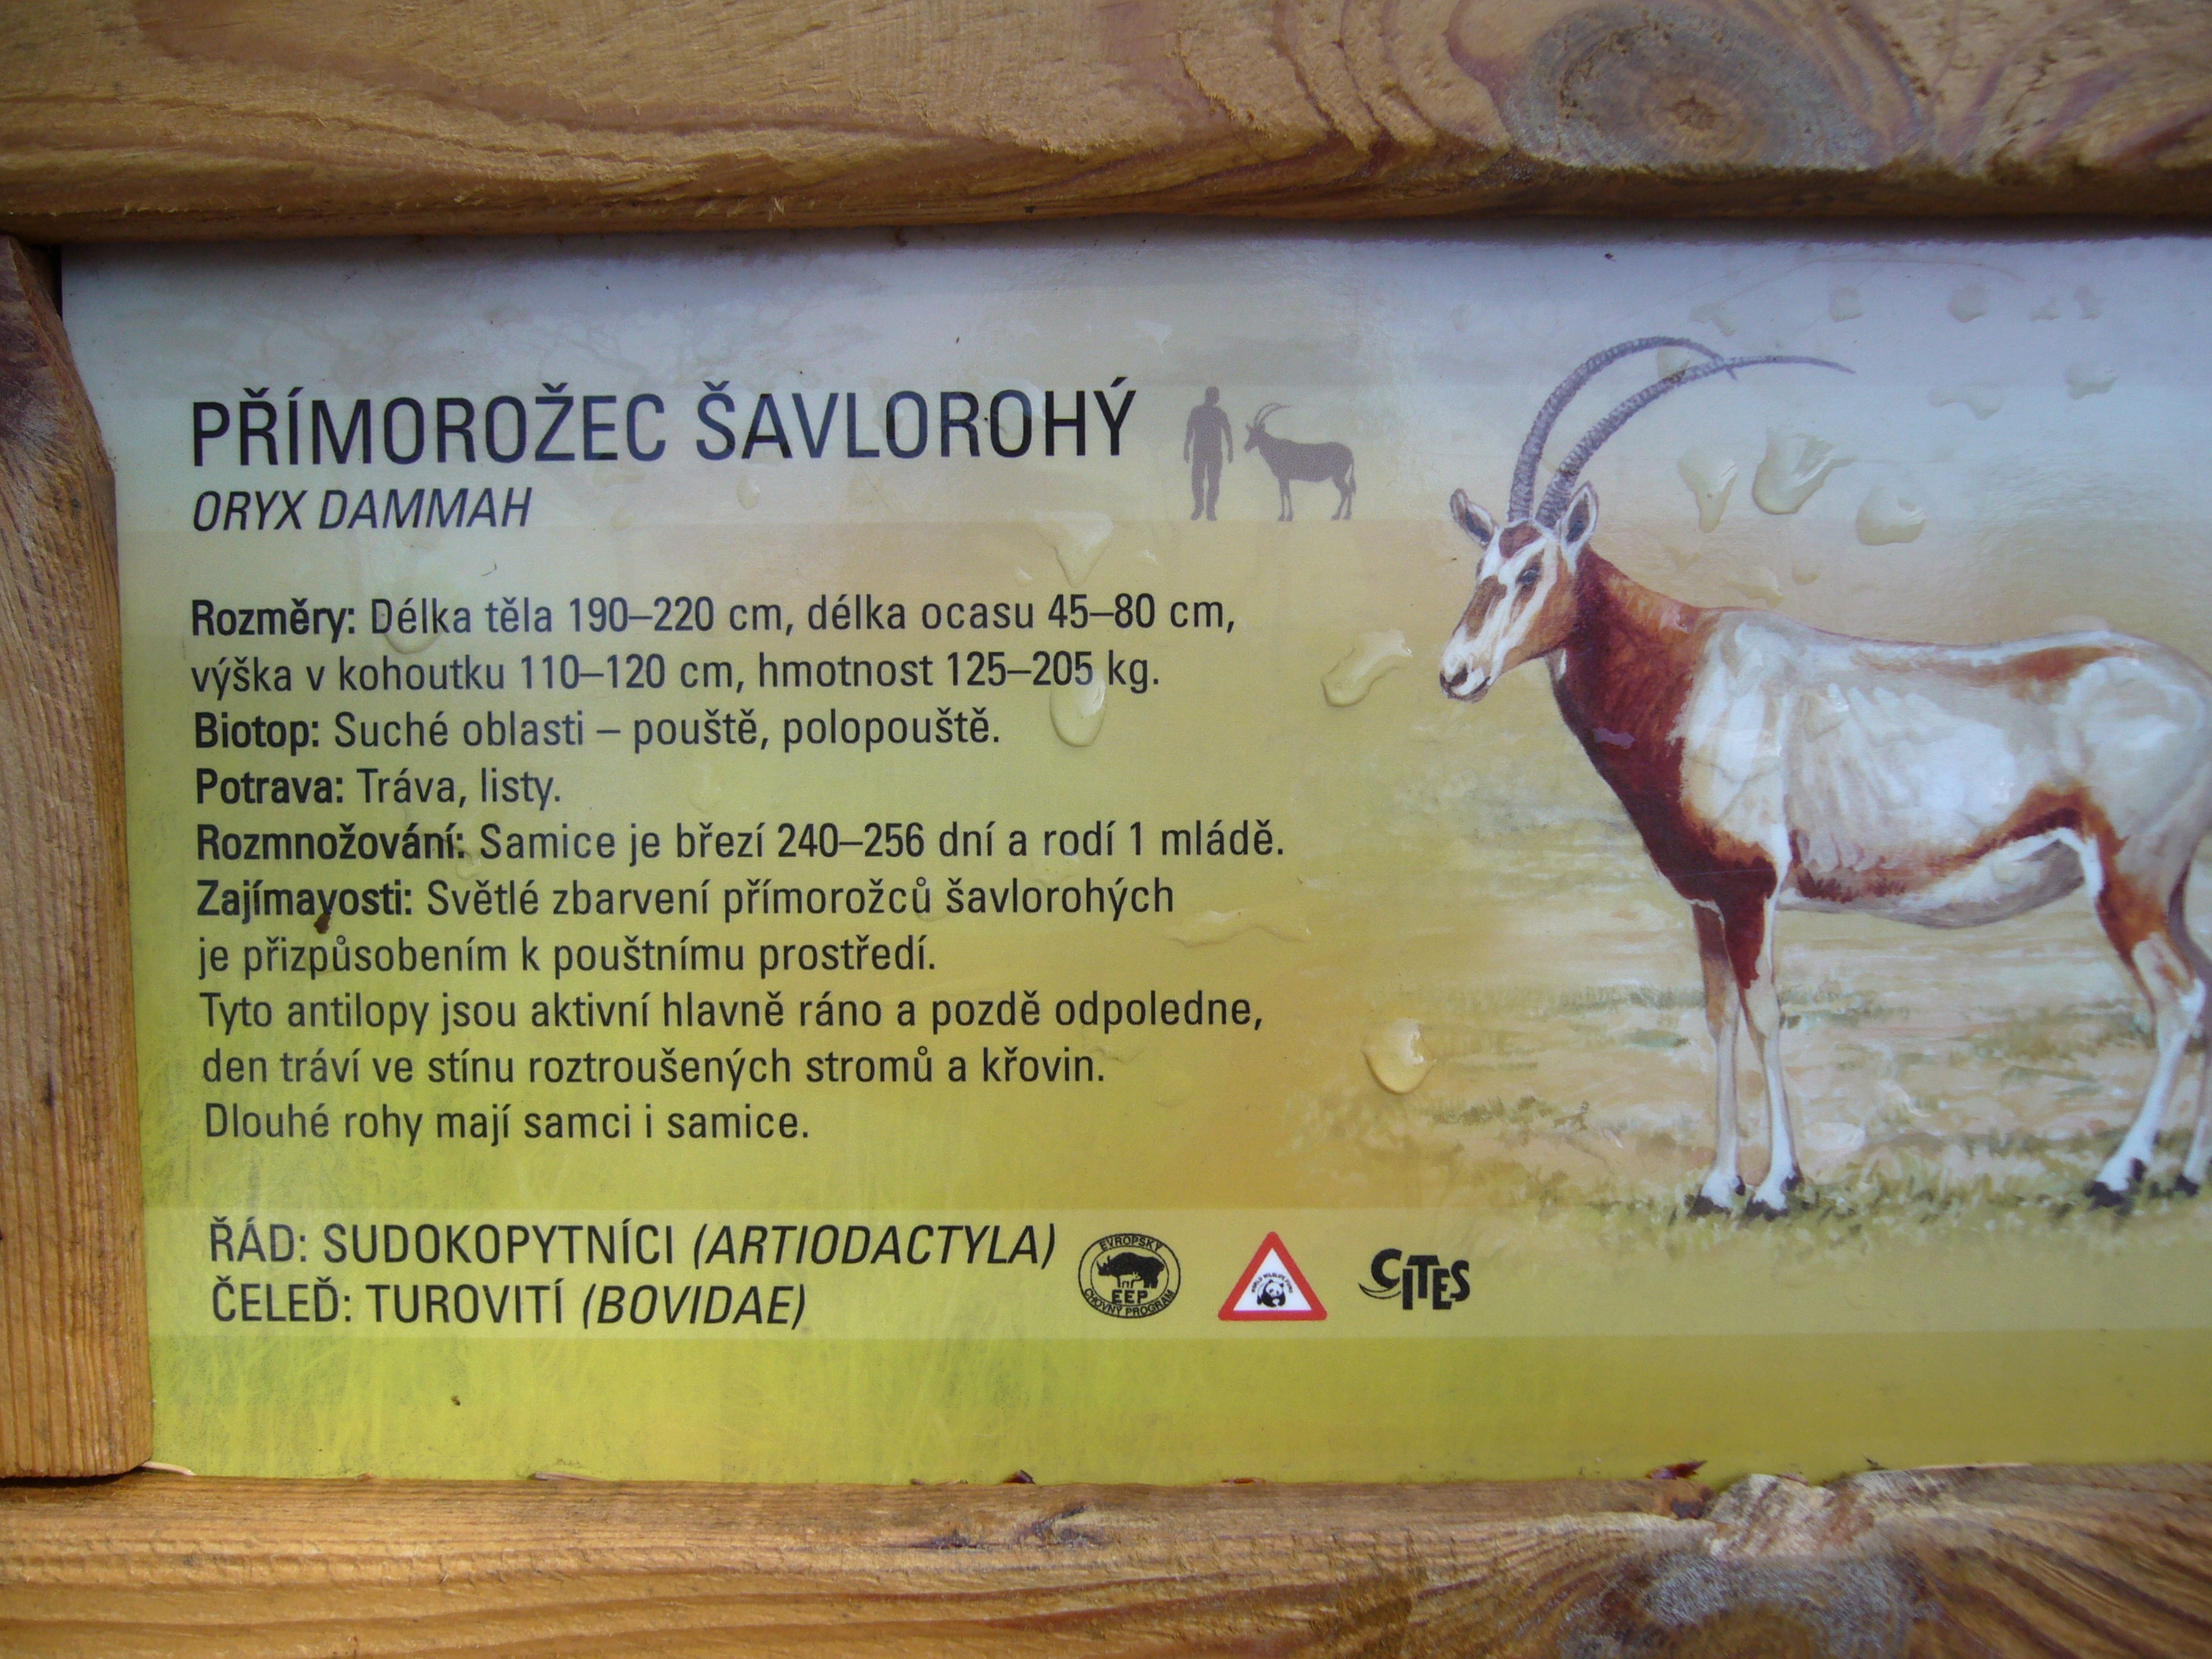 PŘÍMOROŽEC ŠAVLOROHÝ
ORYX DAMMAH
Rozměry: Délka těla 190–220 cm, délka ocasu 45–80 cm,
výška v kohoutku 110–120 cm, hmotnost 125–205 kg.
Biotop: Suché oblasti – pouště, polopouště.
Potrava: Tráva, listy.
Rozmnožování: Samice je březí 240–256 dní a rodí 1 mládě.
Zajímavosti: Světlé zbarvení přímorožců šavlorohých
je přizpůsobením k pouštnímu prostředí.
Tyto antilopy jsou aktivní hlavně ráno a pozdě odpoledne,
den tráví ve stínu roztroušených stromů a křovin.
Dlouhé rohy mají samci i samice.
ŘÁD: SUDOKOPYTNÍCI (ARTIODACTYLA)
ČELEĎ: TUROVITÍ (BOVIDAE)
EVROPSKÝ
EEP
CHOVNÝ PROGRAM
WORLD WILDLIFE FUND
CITES